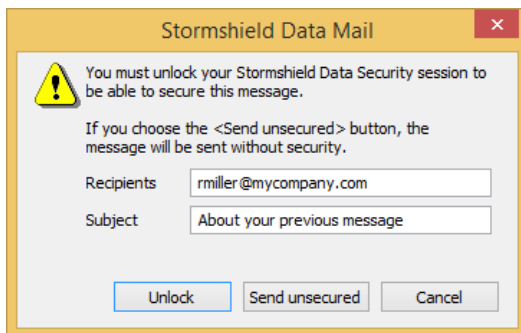 Stormshield Data Mail
You must unlock your Stormshield Data Security session to
be able to secure this message.
If you choose the <Send unsecured> button, the
message will be sent without security.
Recipients rmiller@mycompany.com
Subject About your previous message
Unlock Send unsecured Cancel